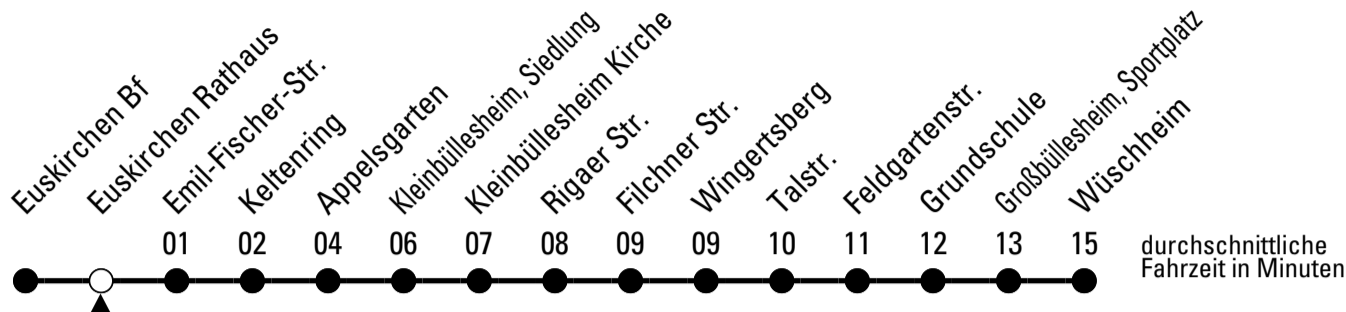 Euskirchen Bf
Euskirchen Rathaus
Emil-Fischer-Str.
Keltenring
Appelsgarten
Kleinbüllesheim, Siedlung
Kleinbüllesheim Kirche
Rigaer Str.
Filchner Str.
Wingertsberg
Talstr.
Feldgartenstr.
Grundschule
Großbüllesheim, Sportplatz
Wüschheim
01 02 04 06 07 08 09 09 10 11 12 13 15
durchschnittliche
Fahrzeit in Minuten